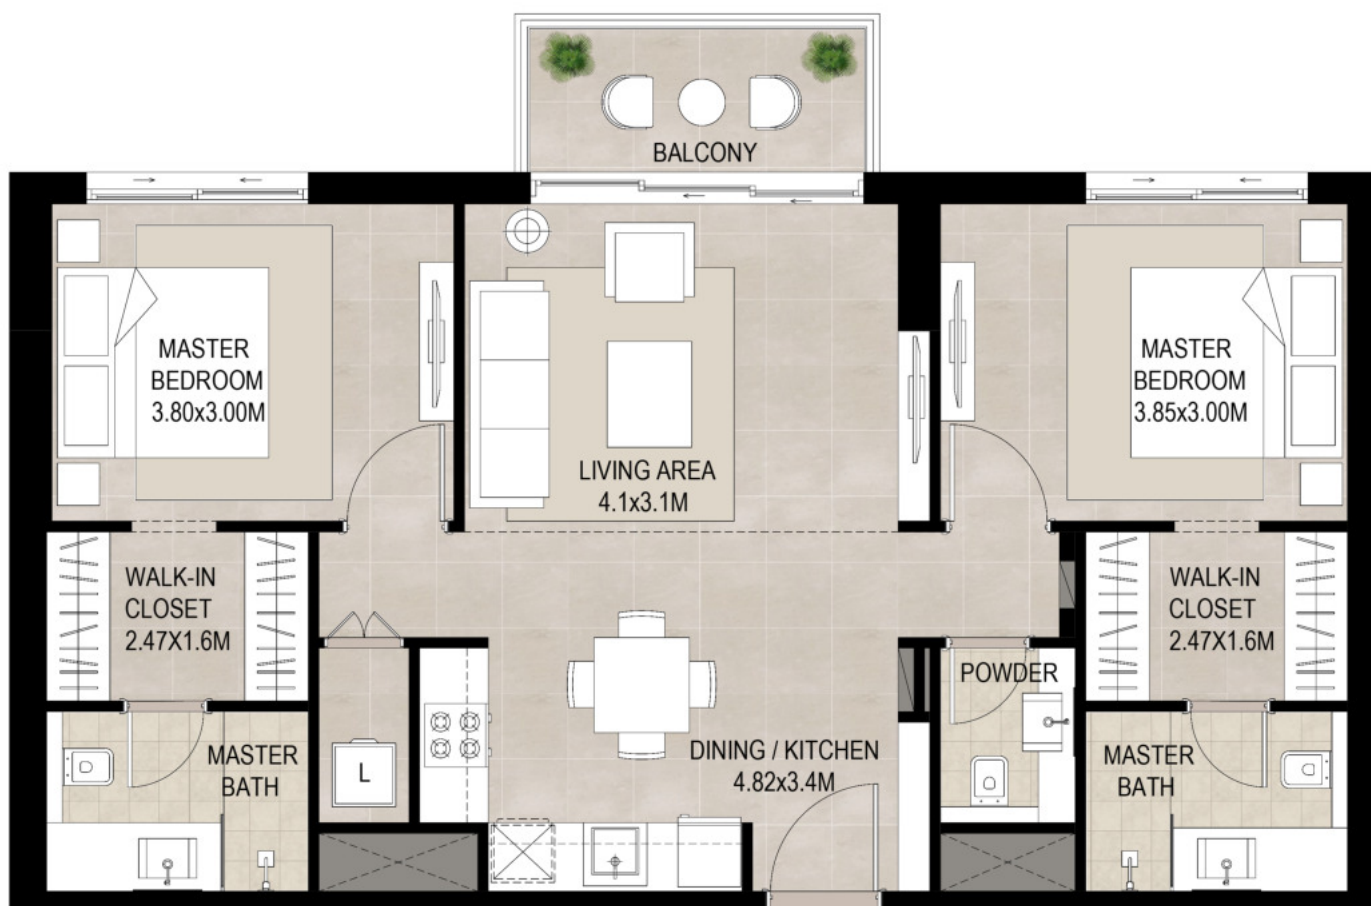 BALCONY
MASTER
BEDROOM
3.80x3.00M
LIVING AREA
4.1x3.1M
MASTER
BEDROOM
3.85x3.00M
WALK-IN
CLOSET
2.47X1.6M
WALK-IN
CLOSET
2.47X1.6M
POWDER
MASTER
BATH
L
DINING / KITCHEN
4.82x3.4M
MASTER
BATH